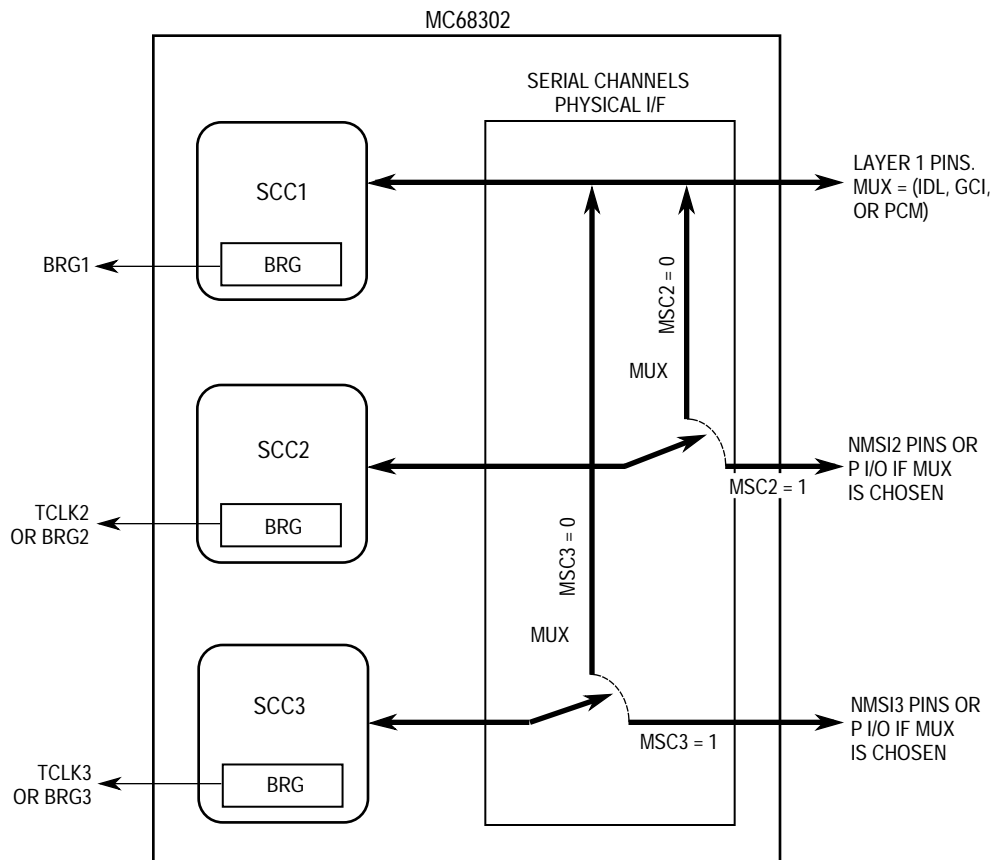 MC68302
SERIAL CHANNELS
PHYSICAL I/F
SCC1
BRG
BRG1
LAYER 1 PINS.
MUX = (IDL, GCI,
OR PCM)
MSC2 = 0
MUX
SCC2
BRG
TCLK2
OR BRG2
NMSI2 PINS OR
P I/O IF MUX
IS CHOSEN
MSC2 = 1
MSC3 = 0
MUX
SCC3
BRG
TCLK3
OR BRG3
NMSI3 PINS OR
P I/O IF MUX
IS CHOSEN
MSC3 = 1